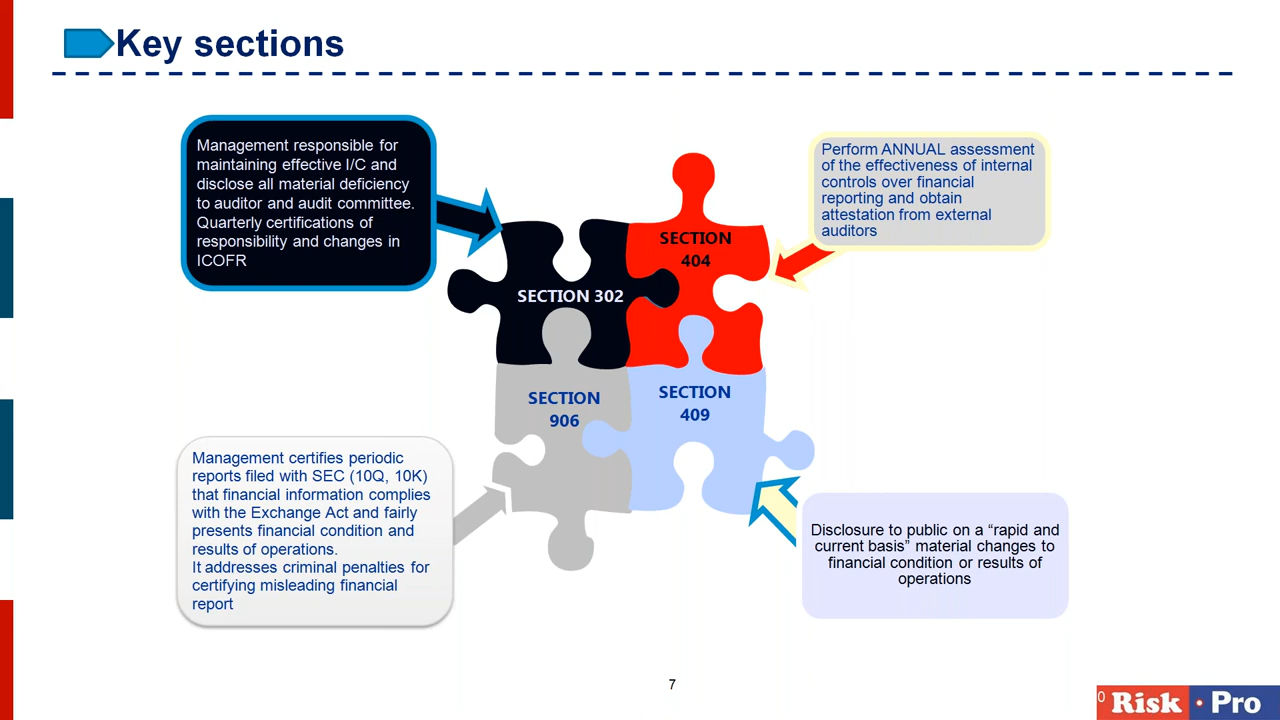 Key sections
Management responsible for
maintaining effective I/C and
disclose all material deficiency
to auditor and audit committee.
Quarterly certifications of
responsibility and changes in
ICOFR
Perform ANNUAL assessment
of the effectiveness of internal
controls over financial
reporting and obtain
attestation from external
auditors
SECTION 302
SECTION
404
SECTION
906
SECTION
409
Management certifies periodic
reports filed with SEC (10Q, 10K)
that financial information complies
with the Exchange Act and fairly
presents financial condition and
results of operations.
It addresses criminal penalties for
certifying misleading financial
report
Disclosure to public on a “rapid and
current basis” material changes to
financial condition or results of
operations
7
0
Risk • Pro